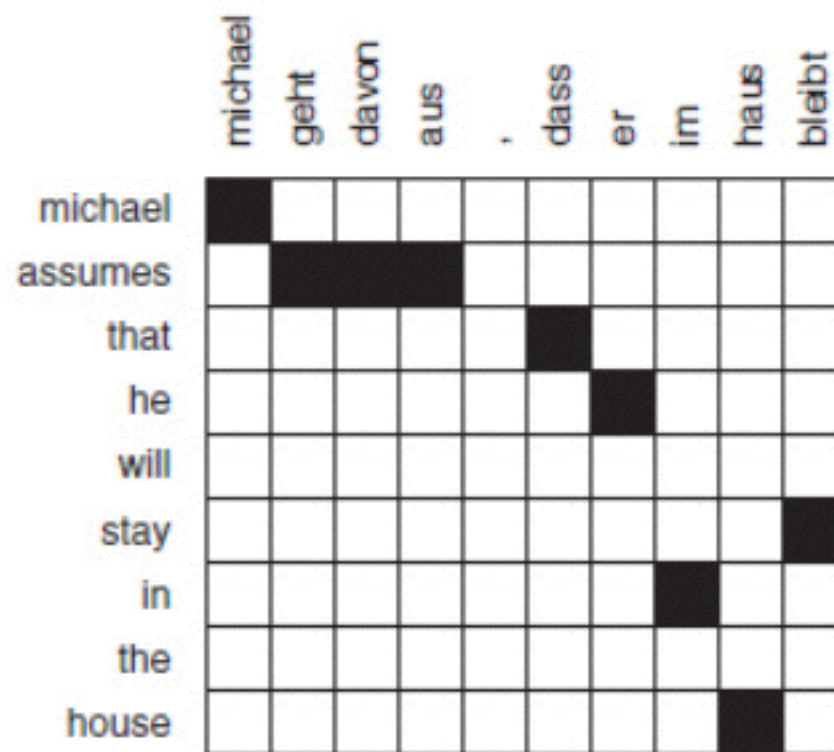 michael geht davon aus , dass er im haus bleibt
michael
assumes
that
he
will
stay
in
the
house